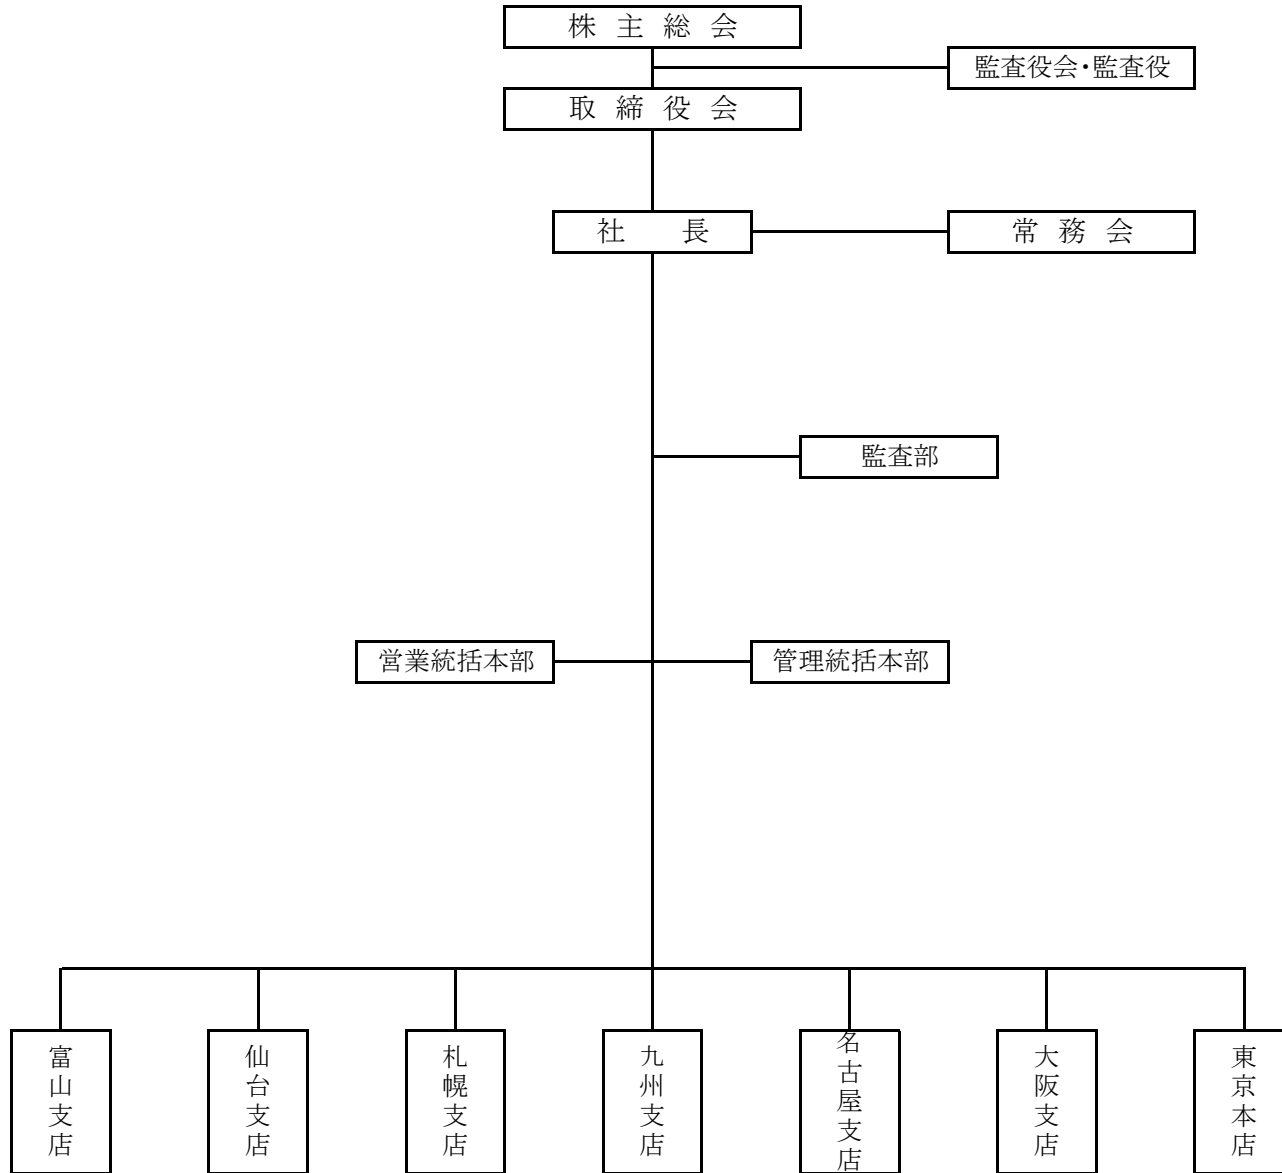 株主総会
監査役会・監査役
取締役会
社長
常務会
監査部
営業統括本部
管理統括本部
富山支店
仙台支店
札幌支店
九州支店
名古屋支店
大阪支店
東京本店